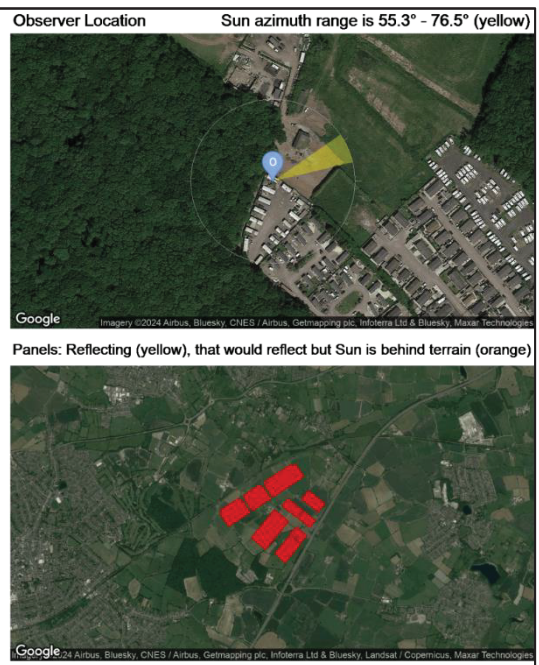 Observer Location Sun azimuth range is 55.3° - 76.5° (yellow)
0
Google Imagery ©2024 Airbus, Bluesky, CNES / Airbus, Getmapping plc, Infoterra Ltd & Bluesky, Maxar Technologies
Panels: Reflecting (yellow), that would reflect but Sun is behind terrain (orange)
Google 24 Airbus, Bluesky, CNES / Airbus, Getmapping plc, Infoterra Ltd & Bluesky, Landsat / Copernicus, Maxar Technologies